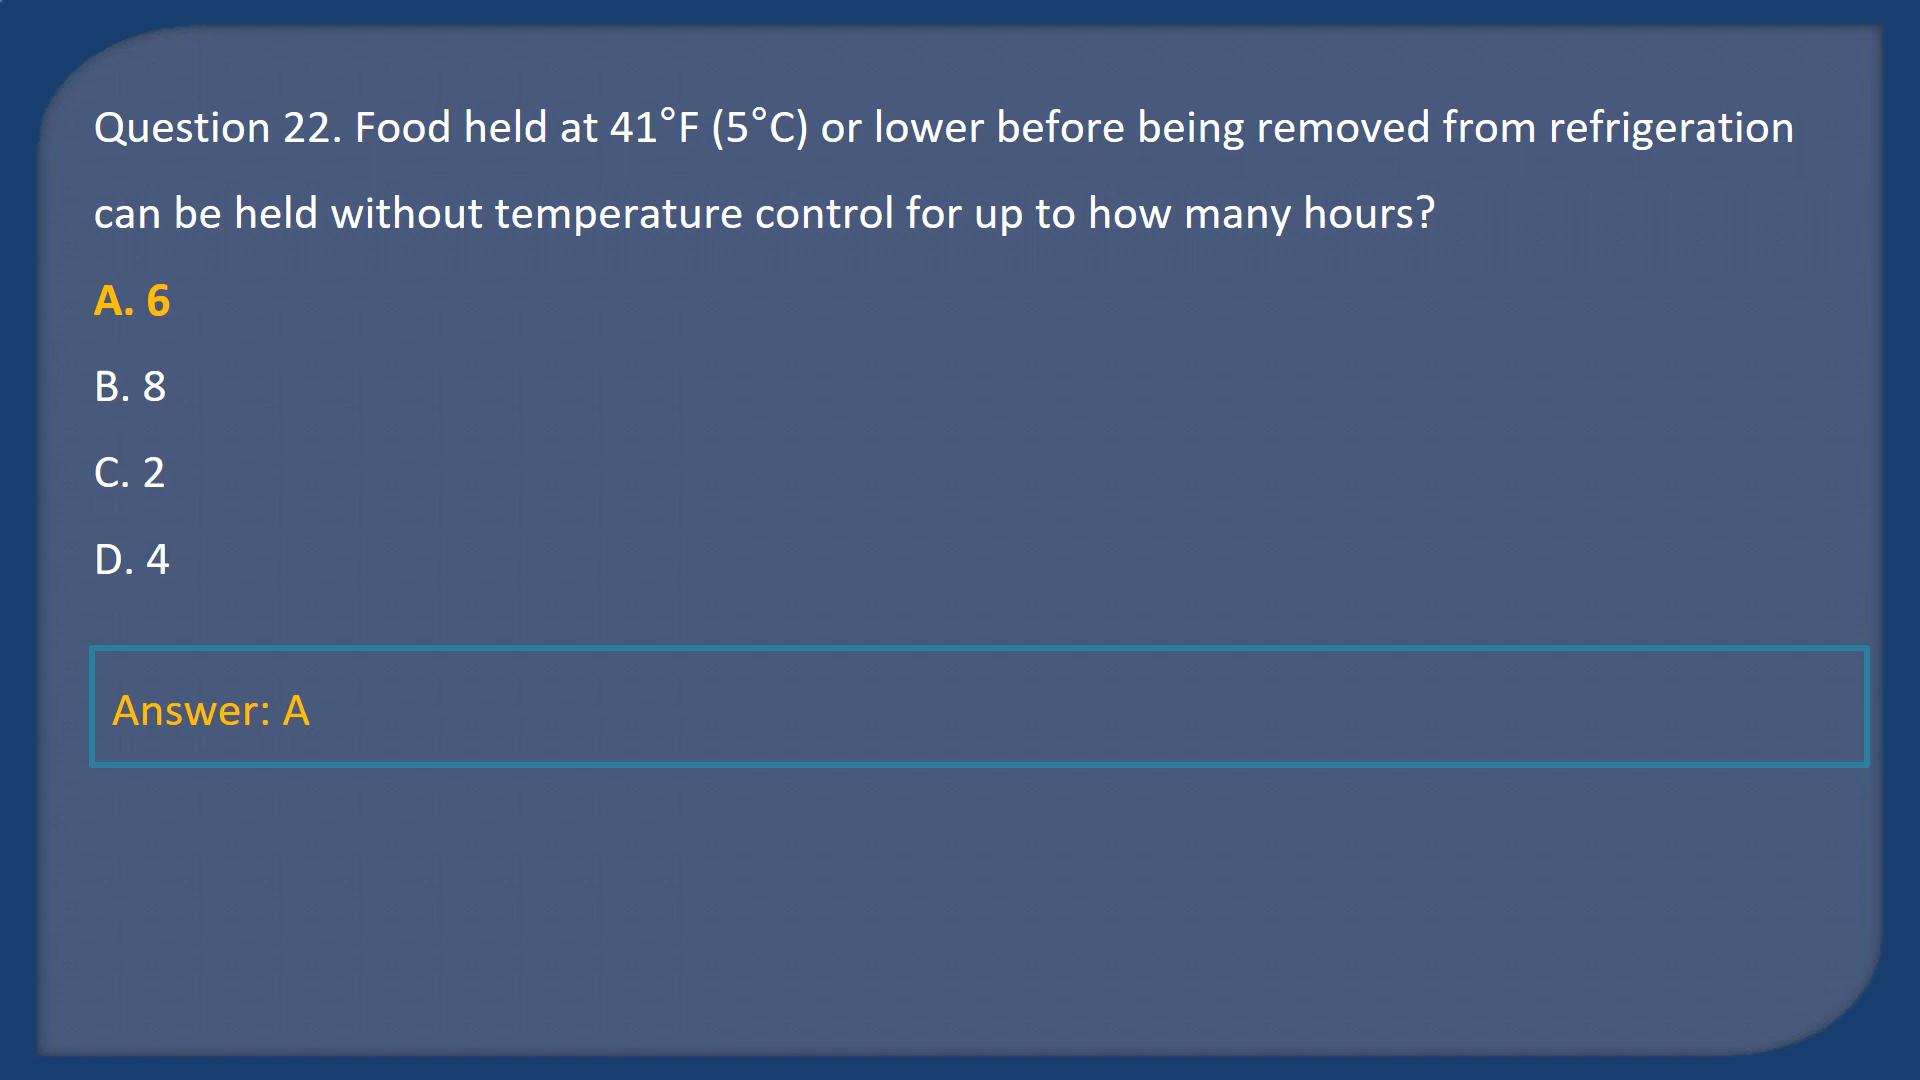 Question 22. Food held at 41°F (5°C) or lower before being removed from refrigeration
can be held without temperature control for up to how many hours?
A. 6
B. 8
C. 2
D. 4
Answer: A